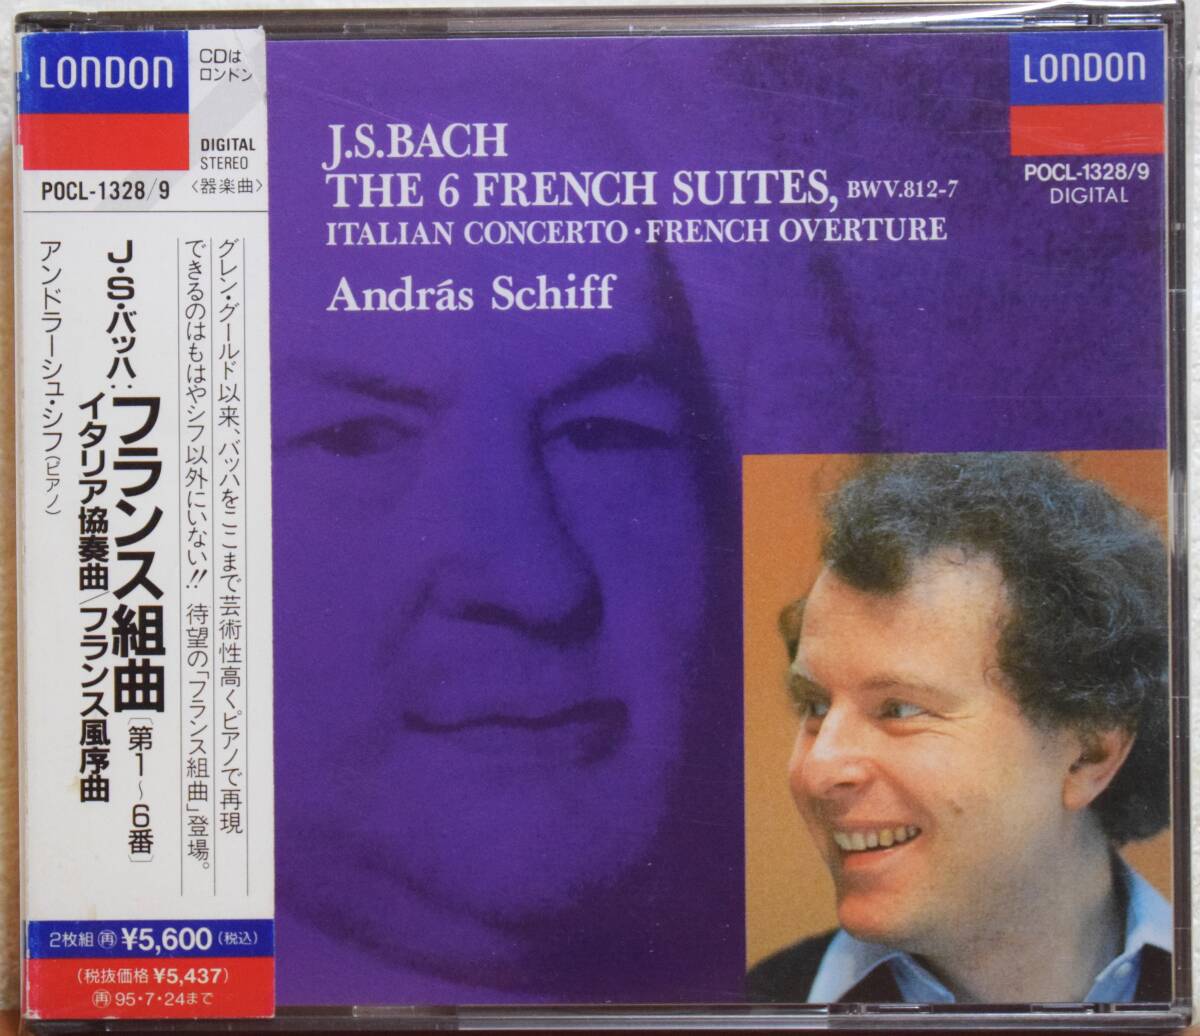 LONDON
CDは
ロンドン
DIGITAL
STEREO
〈器楽曲〉
POCL-1328/9
グレン・グールド以来、バッハをここまで芸術性高くピアノで再現
できるのはもはやシフ以外にいない!! 待望の「フランス組曲」登場。
J・S・バッハ:フランス組曲〔第1~6番〕
イタリア協奏曲/フランス風序曲
アンドラーシュ・シフ(ピアノ)
2枚組 再 ¥5,600(税込)
(税抜価格 ¥5,437)
再 95・7・24まで
J.S.BACH
THE 6 FRENCH SUITES, BWV.812-7
ITALIAN CONCERTO・FRENCH OVERTURE
András Schiff
LONDON
POCL-1328/9
DIGITAL